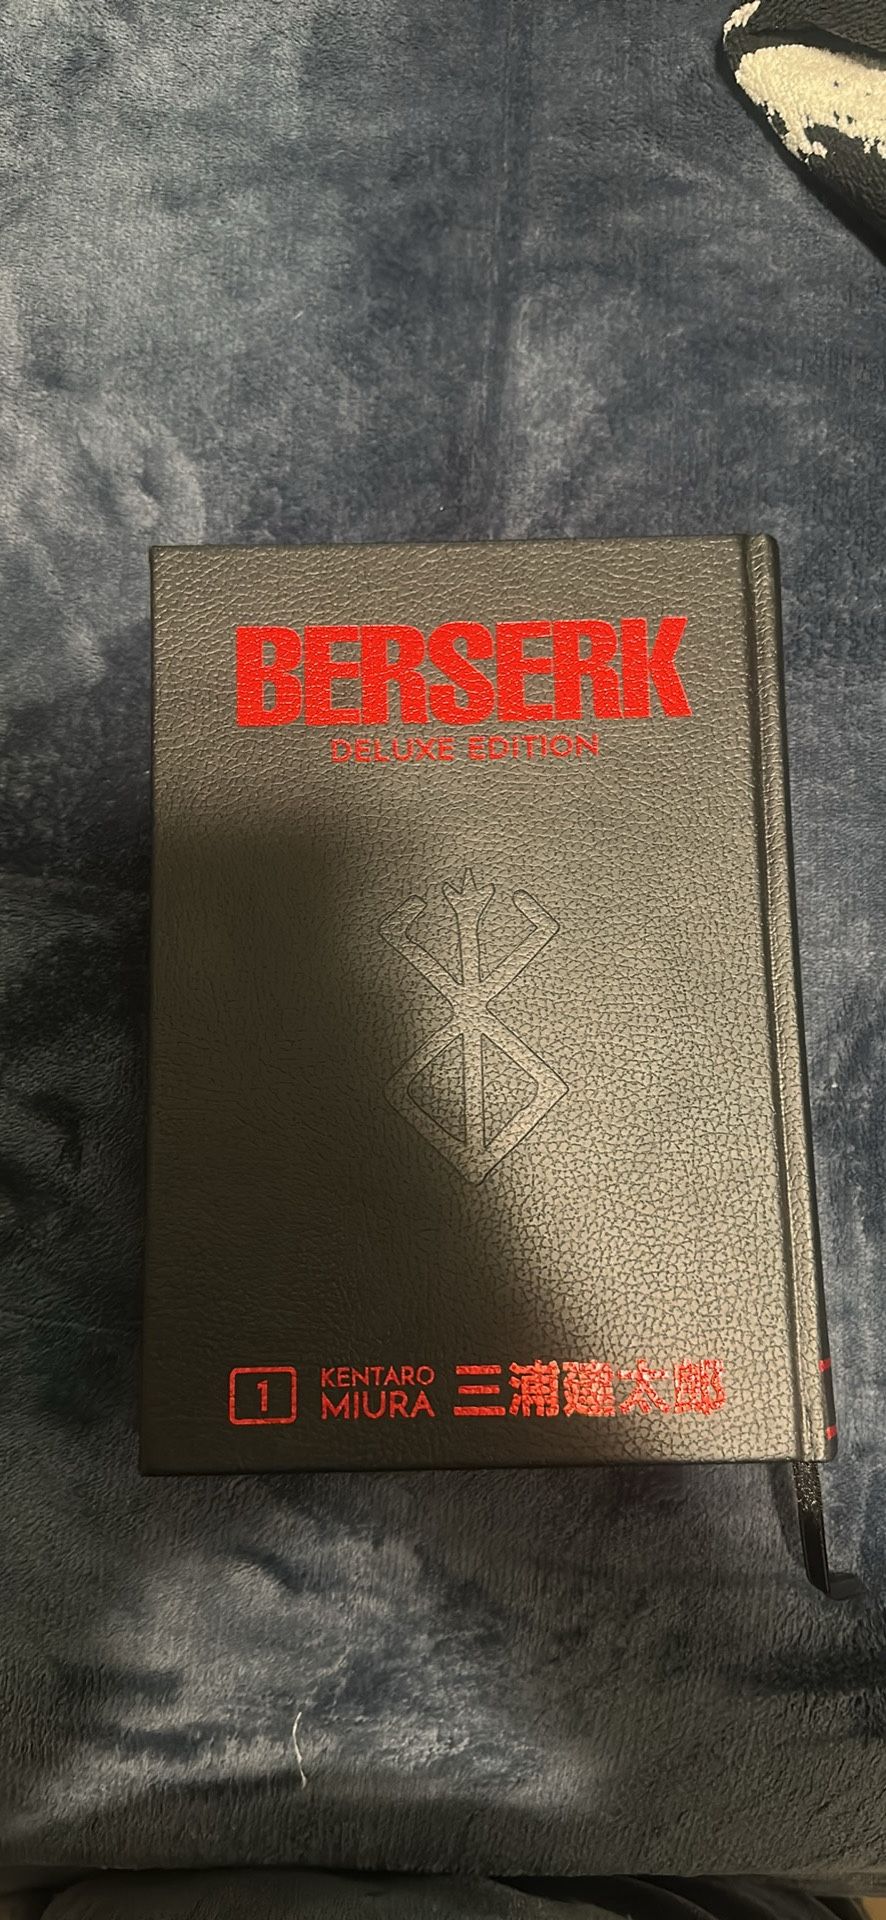 BERSERK
DELUXE EDITION
1
KENTARO
MIURA
三浦建太郎